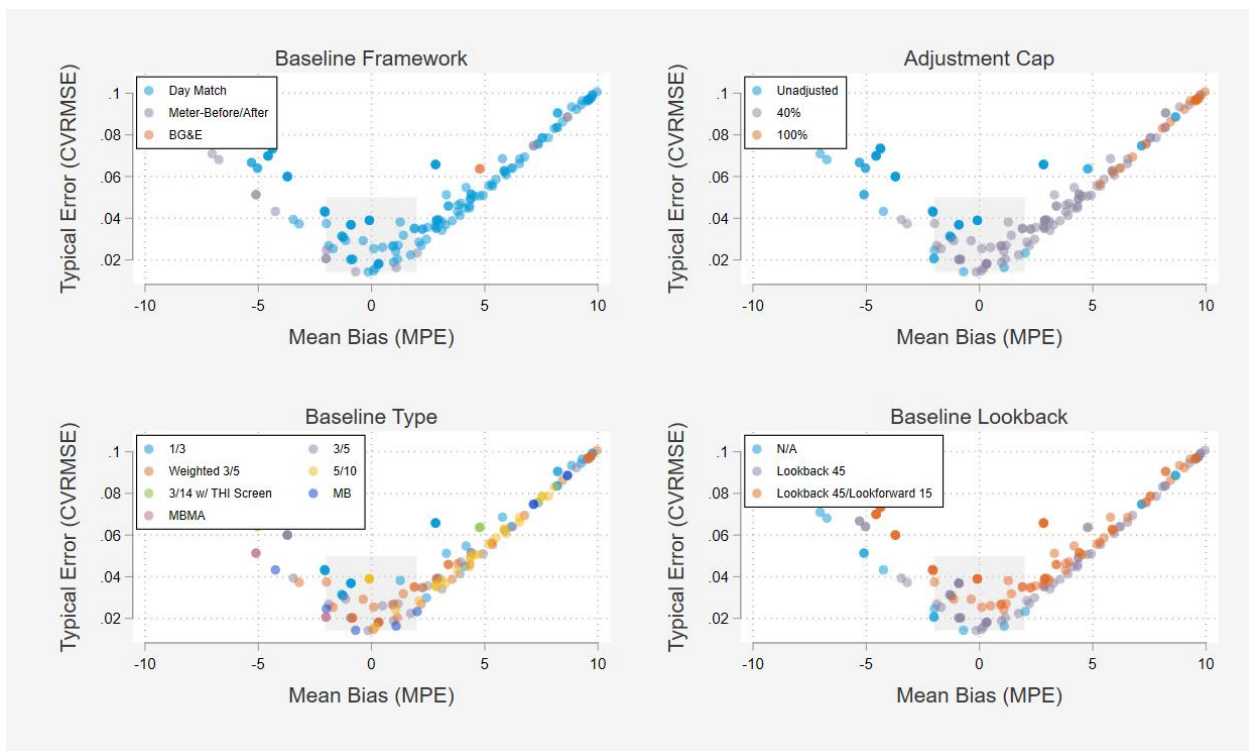 Baseline Framework
Typical Error (CVRMSE)
.1
.08
.06
.04
.02
Day Match
Meter-Before/After
BG&E
-10 -5 0 5 10
Mean Bias (MPE)
Adjustment Cap
Typical Error (CVRMSE)
.1
.08
.06
.04
.02
Unadjusted
40%
100%
-10 -5 0 5 10
Mean Bias (MPE)
Baseline Type
Typical Error (CVRMSE)
.1
.08
.06
.04
.02
1/3 3/5
Weighted 3/5 5/10
3/14 w/ THI Screen MB
MBMA
-10 -5 0 5 10
Mean Bias (MPE)
Baseline Lookback
Typical Error (CVRMSE)
.1
.08
.06
.04
.02
N/A
Lookback 45
Lookback 45/Lookforward 15
-10 -5 0 5 10
Mean Bias (MPE)